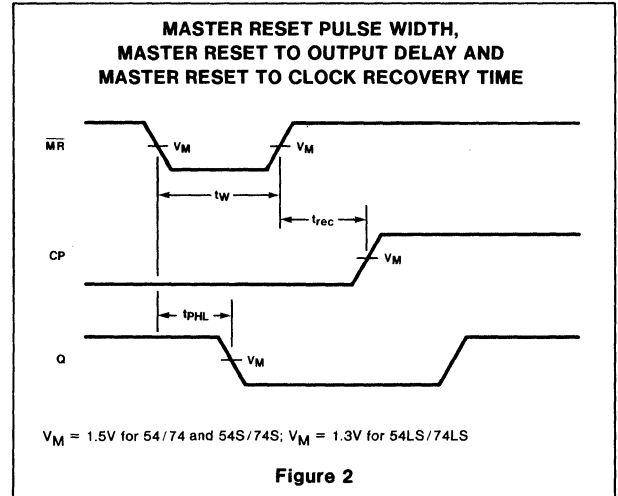 MASTER RESET PULSE WIDTH,
MASTER RESET TO OUTPUT DELAY AND
MASTER RESET TO CLOCK RECOVERY TIME
M̅R̅ VM VM
tW
trec
CP VM
tPHL
Q VM
VM = 1.5V for 54/74 and 54S/74S; VM = 1.3V for 54LS/74LS
Figure 2